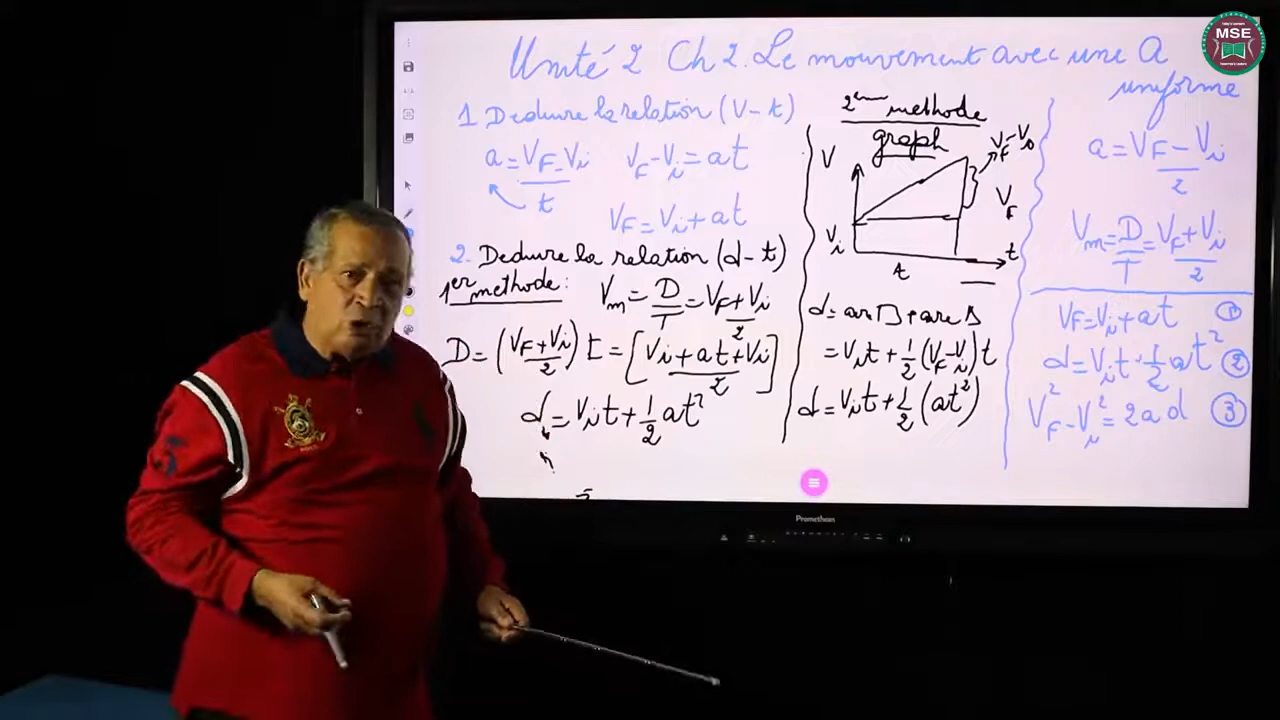 Unité 2 Ch 2. Le mouvement avec une A
uniforme
1 Deduire la relation (V-t)
a = VF - Vi / t
VF - Vi = at
VF = Vi + at
2. Deduire la relation (d-t)
1er methode:
Vm = D/T = VF + Vi / 2
D = (VF + Vi / 2) t = [Vi + at + Vi / 2]
d = Vit + 1/2 at²
2eme methode
graph
V
VF - Vi
VF
Vi
t
t
d = are □ + are Δ
= Vit + 1/2 (VF - Vi) t
d = Vit + 1/2 (at²)
a = VF - Vi / 2
Vm = D/T = VF + Vi / 2
VF = Vi + at 1
d = Vit + 1/2 at² 2
VF² - Vi² = 2ad 3
Promethean
MSE